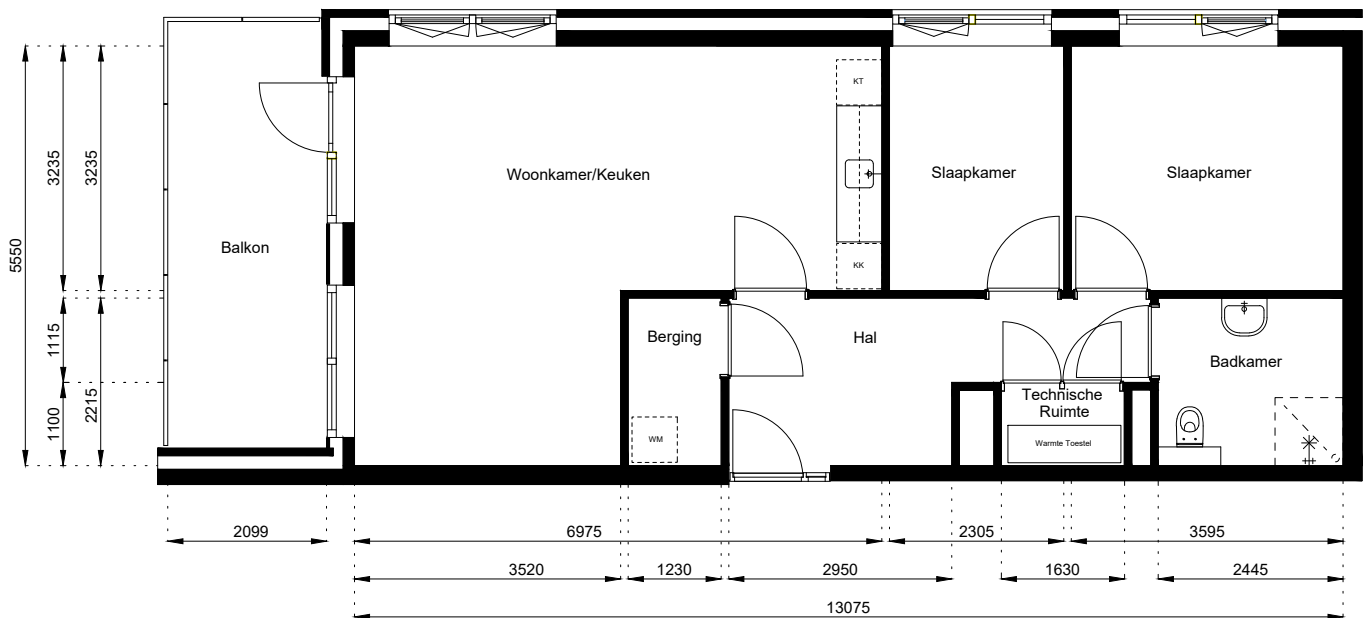 KT
Woonkamer/Keuken
Slaapkamer
Slaapkamer
Balkon
KK
Berging
Hal
Badkamer
Technische
Ruimte
WM
Warmte Toestel
5550
3235
3235
1115
1100
2215
2099
6975
2305
3595
3520
1230
2950
1630
2445
13075